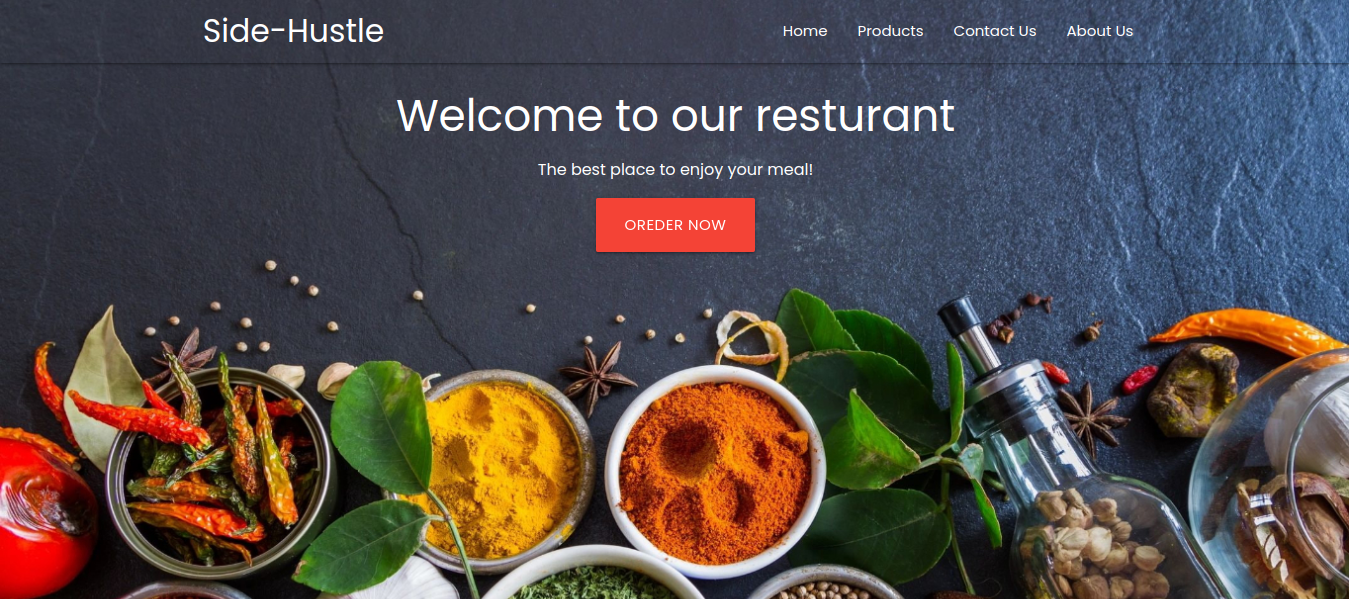 Side-Hustle
Home Products Contact Us About Us
Welcome to our resturant
The best place to enjoy your meal!
OREDER NOW